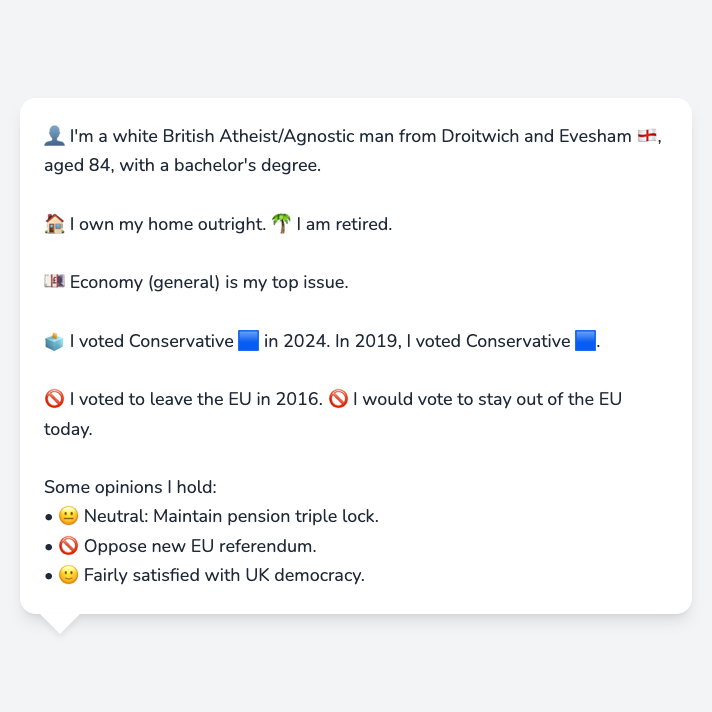 👤 I'm a white British Atheist/Agnostic man from Droitwich and Evesham 🏴󠁧󠁢󠁥󠁮󠁧󠁿,
aged 84, with a bachelor's degree.
🏠 I own my home outright. 🌴 I am retired.
💷 Economy (general) is my top issue.
🗳️ I voted Conservative 🟦 in 2024. In 2019, I voted Conservative 🟦.
🚫 I voted to leave the EU in 2016. 🚫 I would vote to stay out of the EU
today.
Some opinions I hold:
• 😐 Neutral: Maintain pension triple lock.
• 🚫 Oppose new EU referendum.
• 🙂 Fairly satisfied with UK democracy.